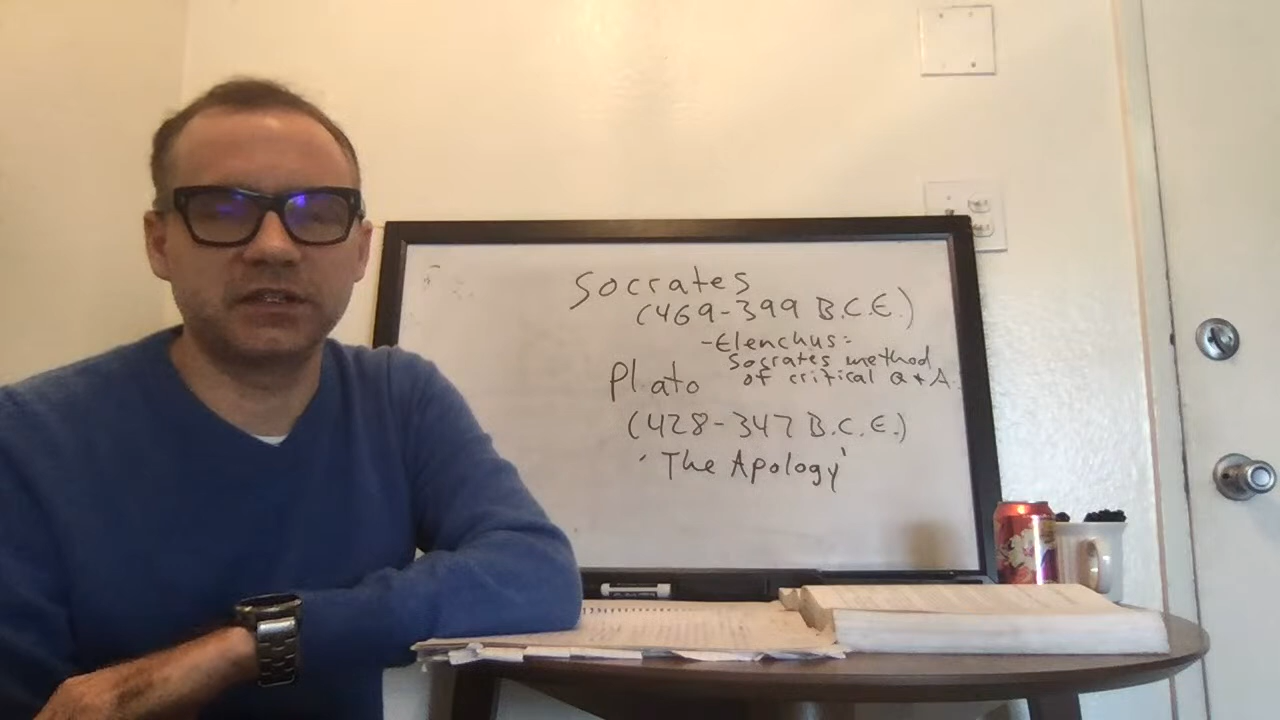 Socrates
(469-399 B.C.E.)
-Elenchus:
Socrates method
of critical Q + A.
Plato
(428-347 B.C.E.)
'The Apology'